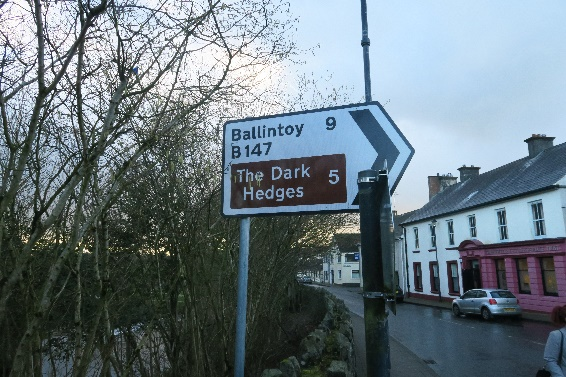 Ballintoy 9
B147
The Dark
Hedges 5